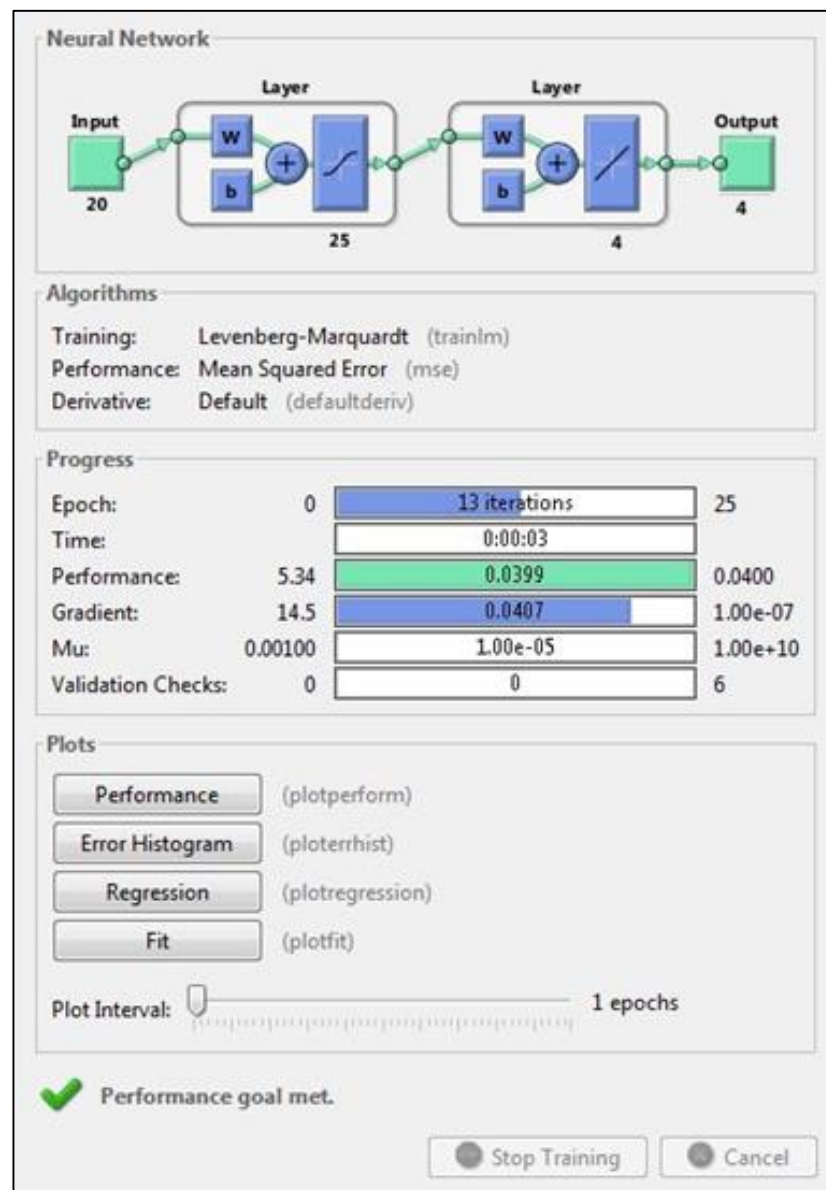 Neural Network
Layer Layer
Input Output
W W
b b
20 4
25 4
Algorithms
Training: Levenberg-Marquardt (trainlm)
Performance: Mean Squared Error (mse)
Derivative: Default (defaultderiv)
Progress
Epoch: 0 13 iterations 25
Time: 0:00:03
Performance: 5.34 0.0399 0.0400
Gradient: 14.5 0.0407 1.00e-07
Mu: 0.00100 1.00e-05 1.00e+10
Validation Checks: 0 0 6
Plots
Performance (plotperform)
Error Histogram (ploterrhist)
Regression (plotregression)
Fit (plotfit)
Plot Interval: 1 epochs
Performance goal met.
Stop Training Cancel